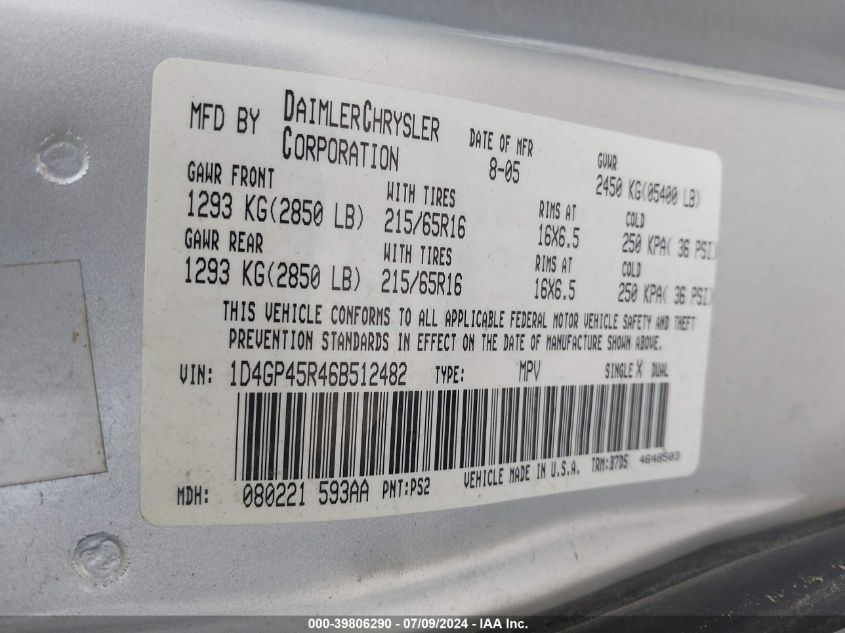 MFD BY DAIMLERCHRYSLER CORPORATION DATE OF MFR 8-05 GVWR 2450 KG(05400 LB)
GAWR FRONT WITH TIRES RIMS AT COLD
1293 KG(2850 LB) 215/65R16 16X6.5 250 KPA( 36 PSI)
GAWR REAR WITH TIRES RIMS AT COLD
1293 KG(2850 LB) 215/65R16 16X6.5 250 KPA( 36 PSI)
THIS VEHICLE CONFORMS TO ALL APPLICABLE FEDERAL MOTOR VEHICLE SAFETY AND THEFT
PREVENTION STANDARDS IN EFFECT ON THE DATE OF MANUFACTURE SHOWN ABOVE.
VIN: 1D4GP45R46B512482 TYPE: MPV SINGLE X DUAL
VEHICLE MADE IN U.S.A. TRM:B7D5 4648503
MDH: 080221 593AA PNT:PS2
000-39806290 - 07/09/2024 - IAA Inc.